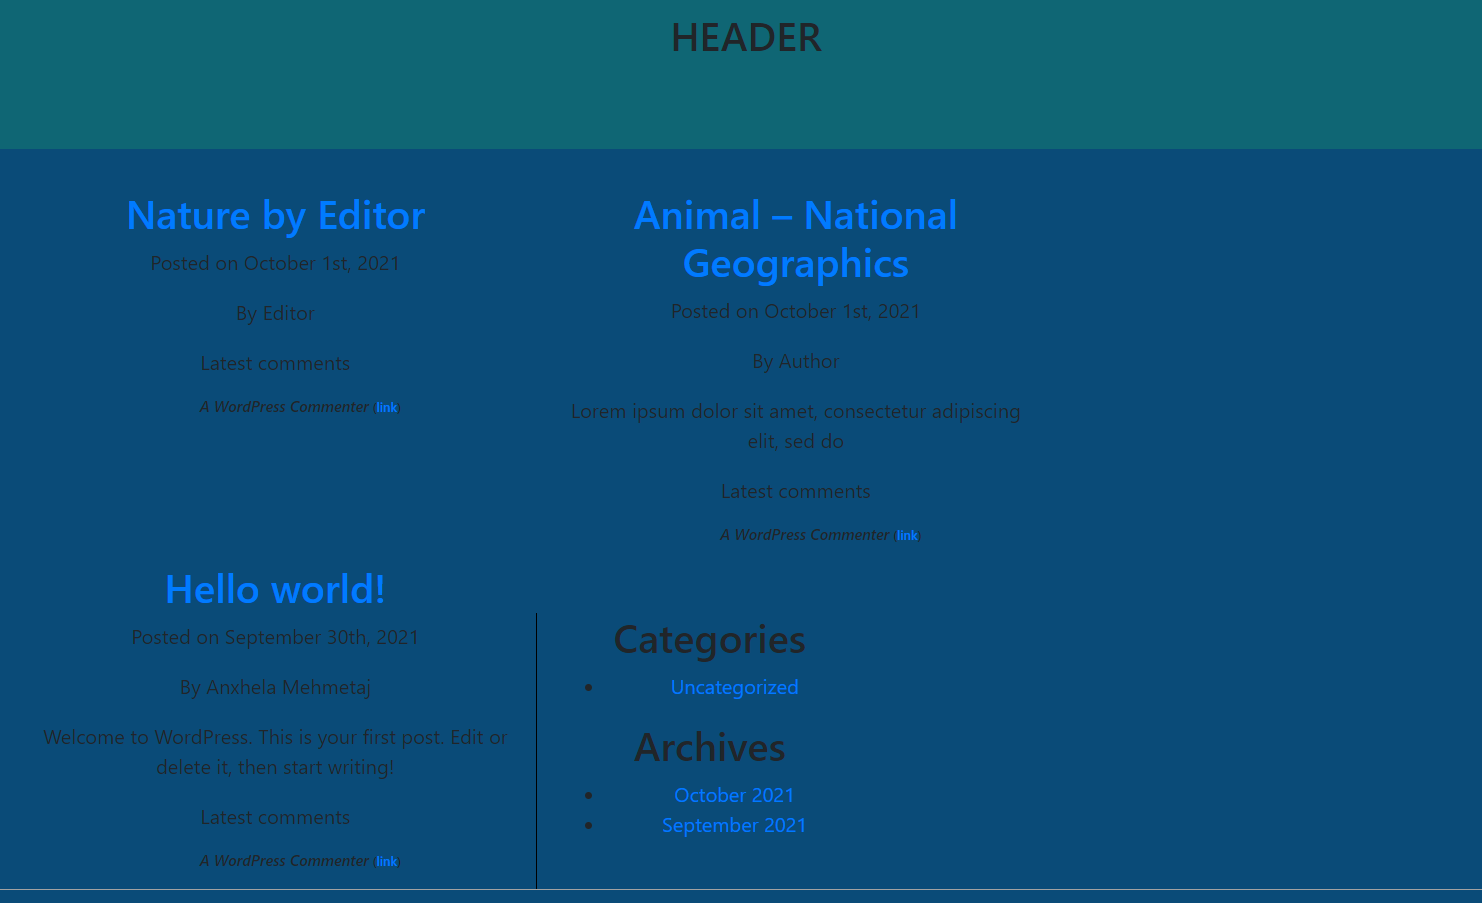 HEADER
Nature by Editor
Posted on October 1st, 2021
By Editor
Latest comments
A WordPress Commenter (link)
Animal – National
Geographics
Posted on October 1st, 2021
By Author
Lorem ipsum dolor sit amet, consectetur adipiscing
elit, sed do
Latest comments
A WordPress Commenter (link)
Hello world!
Posted on September 30th, 2021
By Anxhela Mehmetaj
Welcome to WordPress. This is your first post. Edit or
delete it, then start writing!
Latest comments
A WordPress Commenter (link)
Categories
• Uncategorized
Archives
• October 2021
• September 2021